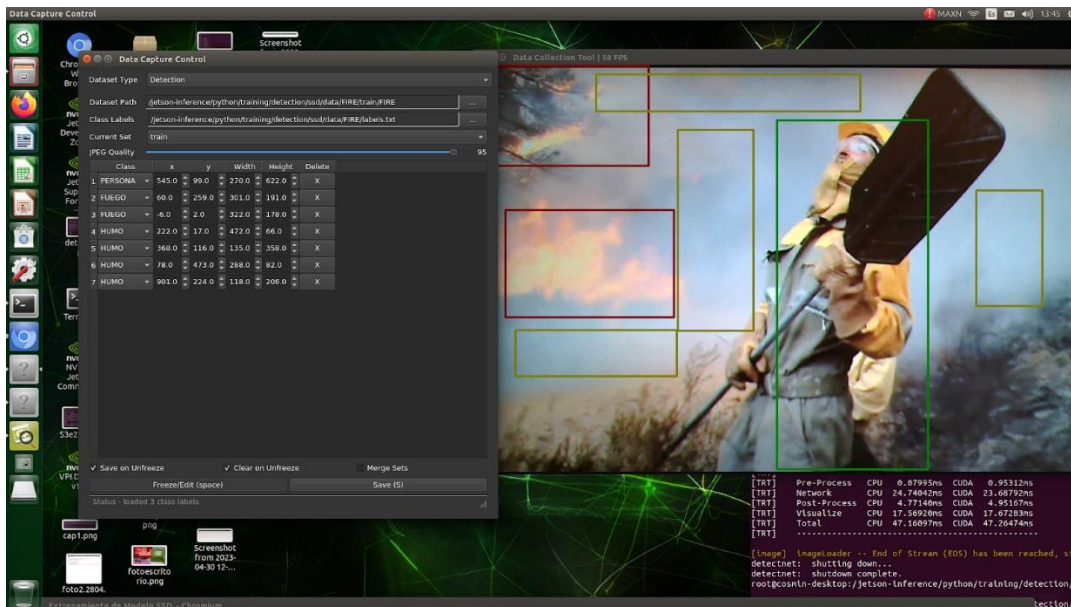 Data Capture Control
MAXN Es 13:45
Screenshot
Data Capture Control
Data Collection Tool | 58 FPS
Dataset Type Detection
Dataset Path /jetson-inference/python/training/detection/ssd/data/FIRE/train/FIRE ...
Class Labels /jetson-inference/python/training/detection/ssd/data/FIRE/labels.txt ...
Current Set train
JPEG Quality 95
Class x y Width Height Delete
1 PERSONA 545.0 99.0 270.0 622.0 X
2 FUEGO 60.0 259.0 301.0 191.0 X
3 FUEGO -6.0 2.0 322.0 178.0 X
4 HUMO 222.0 17.0 472.0 66.0 X
5 HUMO 368.0 116.0 135.0 358.0 X
6 HUMO 78.0 473.0 288.0 82.0 X
7 HUMO 901.0 224.0 118.0 206.0 X
Save on Unfreeze Clear on Unfreeze Merge Sets
Freeze/Edit (space) Save (S)
Status - loaded 3 class labels
[TRT] Pre-Process CPU 0.07995ms CUDA 0.95312ms
[TRT] Network CPU 24.74042ms CUDA 23.68792ms
[TRT] Post-Process CPU 4.77140ms CUDA 4.95167ms
[TRT] Visualize CPU 17.56920ms CUDA 17.67203ms
[TRT] Total CPU 47.16097ms CUDA 47.26474ms
[TRT] --------------------------------------------------
[image] imageLoader -- End of Stream (EOS) has been reached,
detectnet: shutting down...
detectnet: shutdown complete.
root@cosmin-desktop:/jetson-inference/python/training/detection/
cap1.png
png
fotoescrito
rio.png
Screenshot
from 2023-
04-30 12-...
foto2.2804.
Entrenamiento de Modelo SSD - Chromium